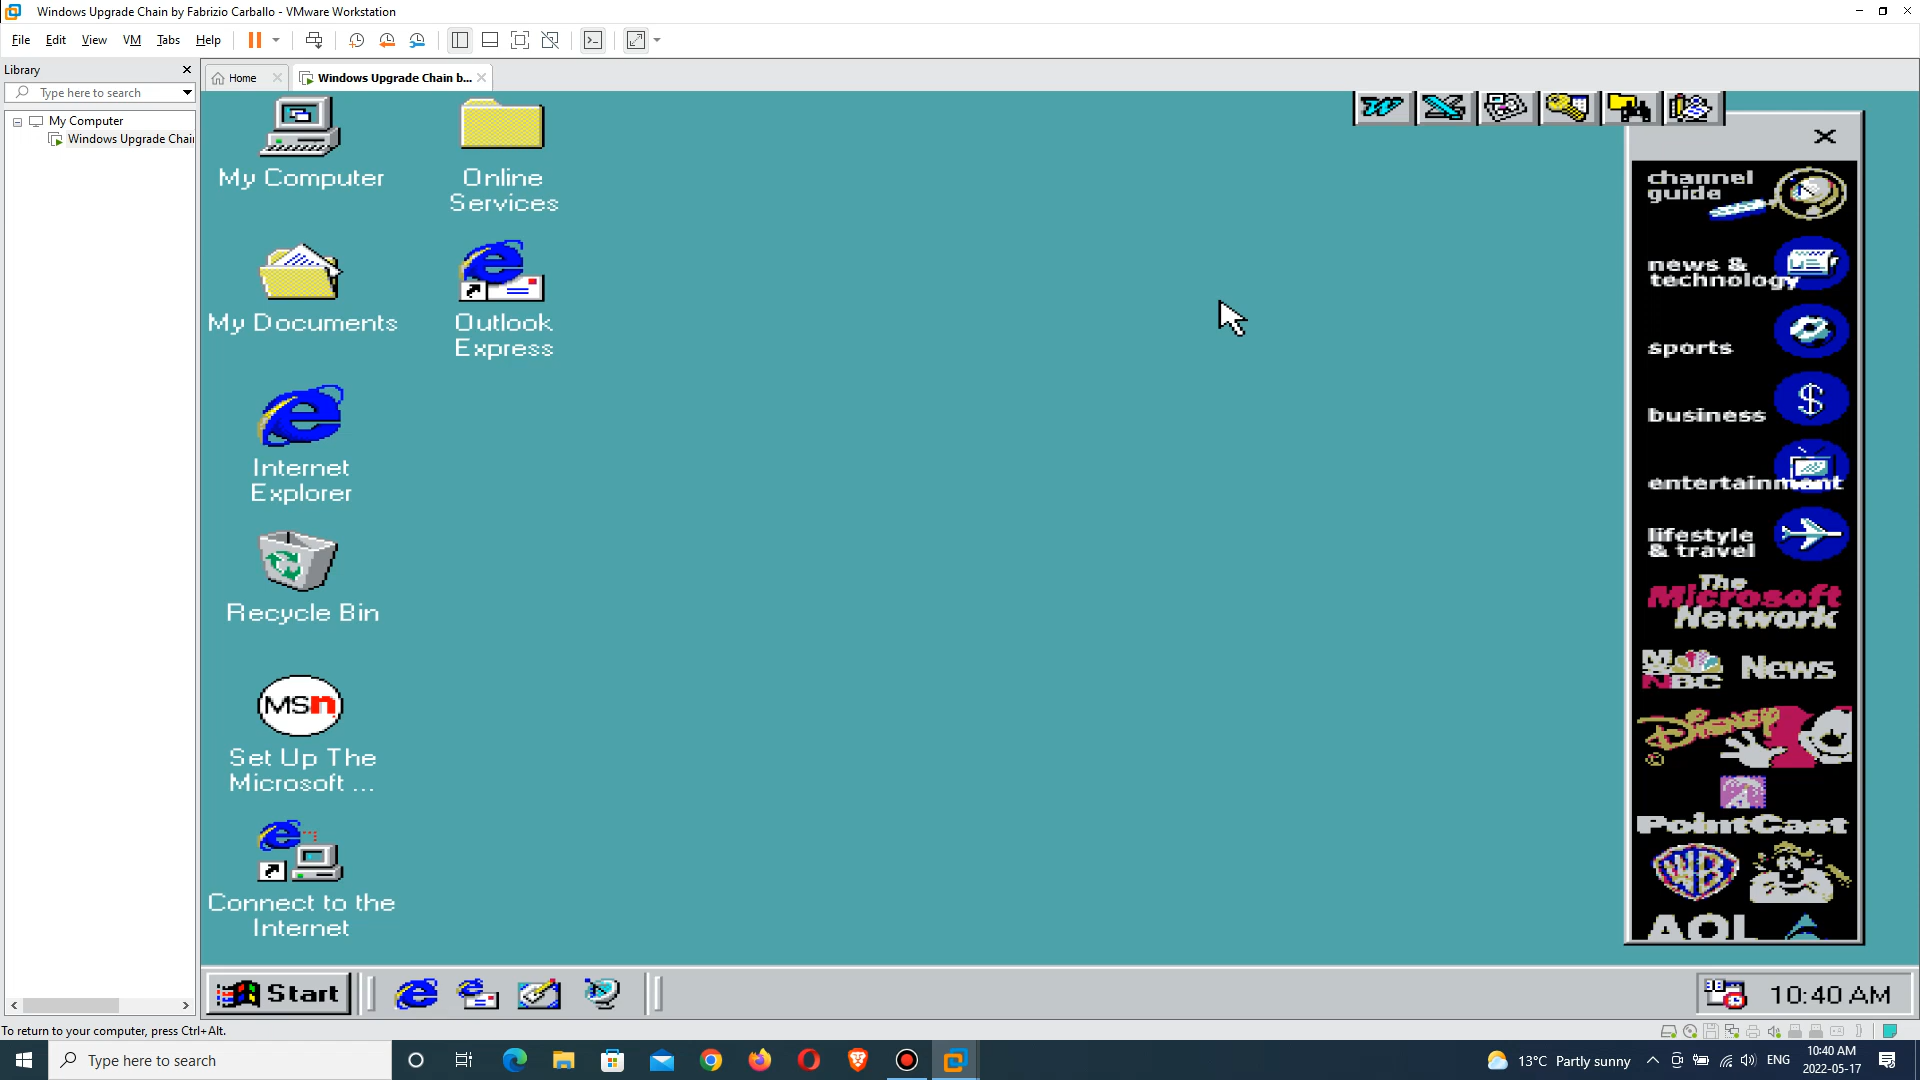 Windows Upgrade Chain by Fabrizio Carballo - VMware Workstation
File Edit View VM Tabs Help
Library
Home
Windows Upgrade Chain b...
Type here to search
My Computer
Windows Upgrade Chai
My Computer
Online
Services
My Documents
Outlook
Express
Internet
Explorer
Recycle Bin
MSn
Set Up The
Microsoft ...
Connect to the
Internet
channel
guide
news &
technology
sports
business
$
entertainment
lifestyle
& travel
The
Microsoft
Network
MSNBC News
Disney
©
PointCast
WB
AOL
Start
10:40 AM
To return to your computer, press Ctrl+Alt.
Type here to search
13°C Partly sunny
ENG
10:40 AM
2022-05-17